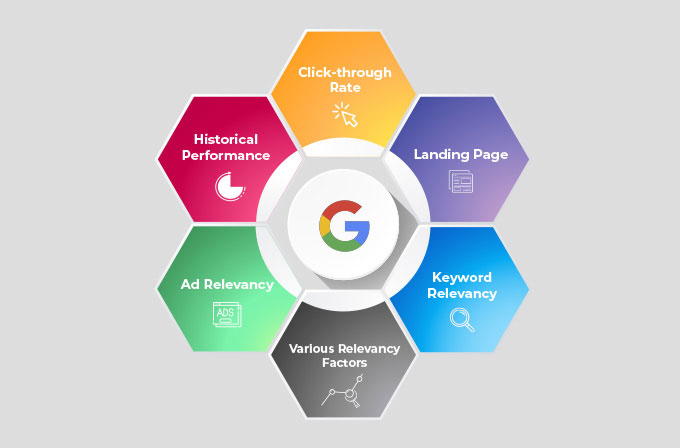 Click-through
Rate
Historical
Performance
Landing Page
Ad Relevancy
ADS
Keyword
Relevancy
Various Relevancy
Factors
G